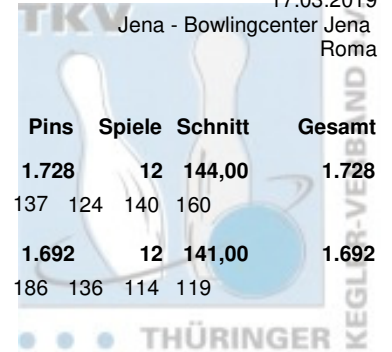 17.03.2019
TKV
Jena - Bowlingcenter Jena
Roma
Pins Spiele Schnitt Gesamt
1.728 12 144,00 1.728
137 124 140 160
1.692 12 141,00 1.692
186 136 114 119
THÜRINGER
KEGLER-VERBAND